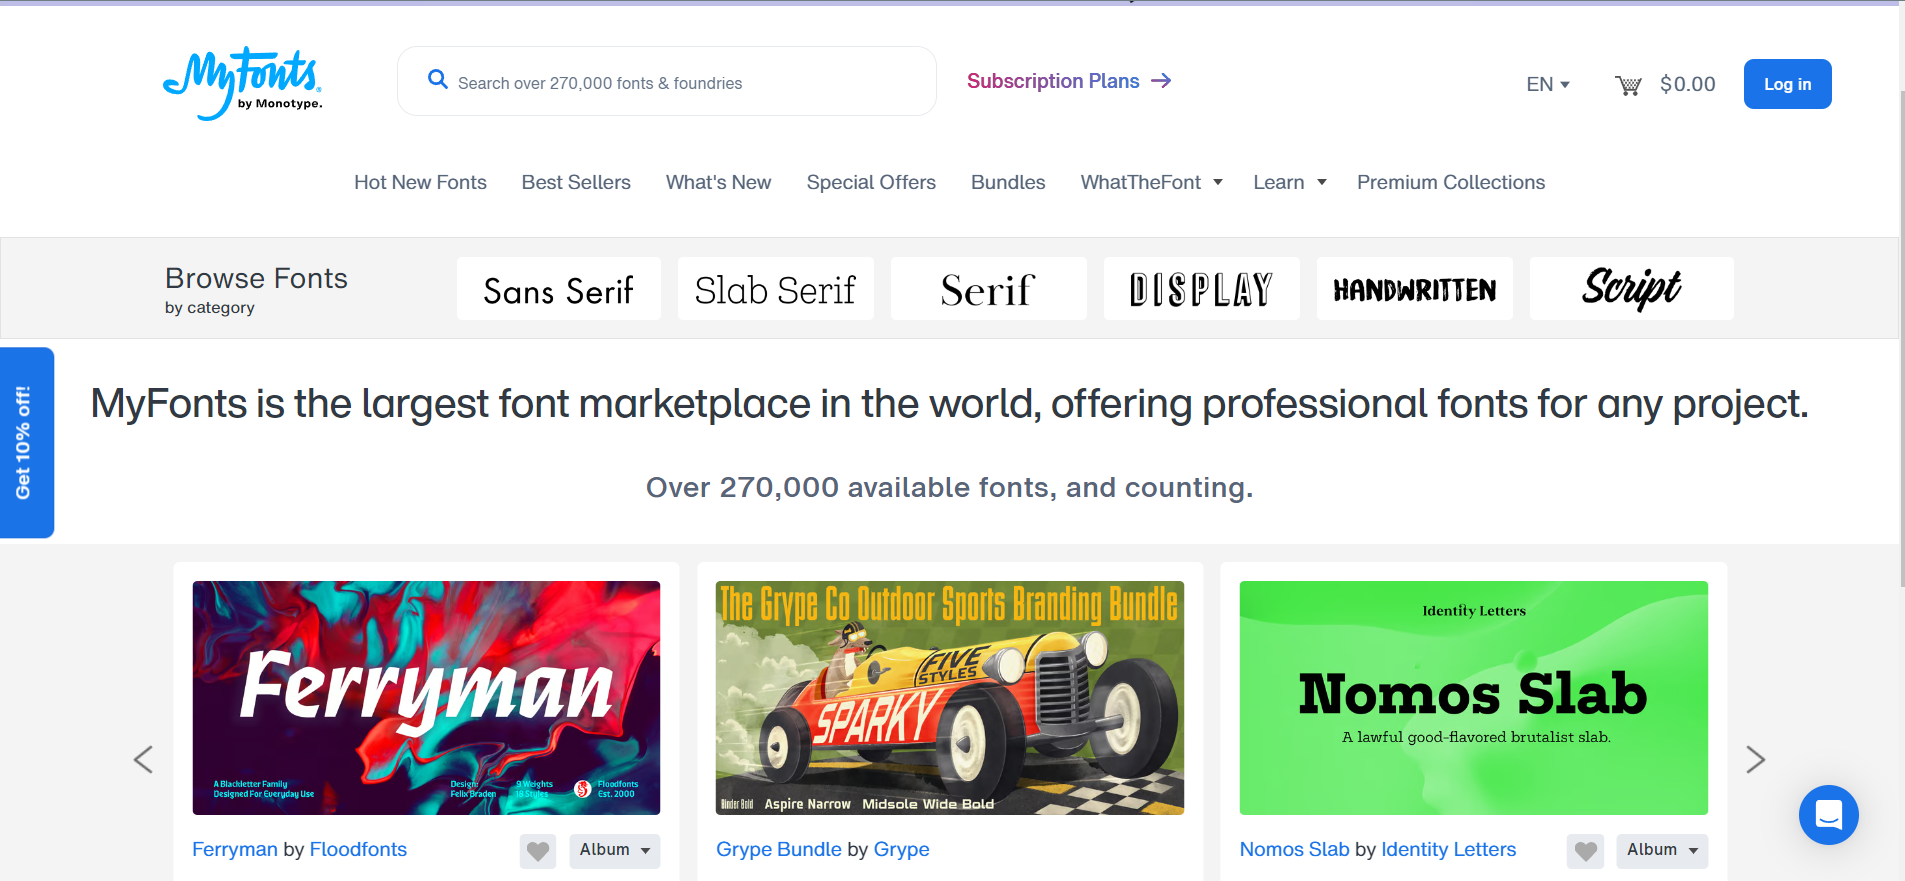 MyFonts
by Monotype.
Search over 270,000 fonts & foundries
Subscription Plans
EN
$0.00
Log in
Hot New Fonts
Best Sellers
What's New
Special Offers
Bundles
WhatTheFont
Learn
Premium Collections
Browse Fonts
by category
Sans Serif
Slab Serif
Serif
DISPLAY
HANDWRITTEN
Script
Get 10% off!
MyFonts is the largest font marketplace in the world, offering professional fonts for any project.
Over 270,000 available fonts, and counting.
Ferryman
A Blackletter Family
Designed For Everyday Use
Design:
Felix Braden
9 Weights
18 Styles
Floodfonts
Est. 2000
Ferryman by Floodfonts
Album
The Grype Co Outdoor Sports Branding Bundle
FIVE
STYLES
SPARKY
Binder Bold Aspire Narrow Midsole Wide Bold
Grype Bundle by Grype
Identity Letters
Nomos Slab
A lawful good-flavored brutalist slab.
Nomos Slab by Identity Letters
Album